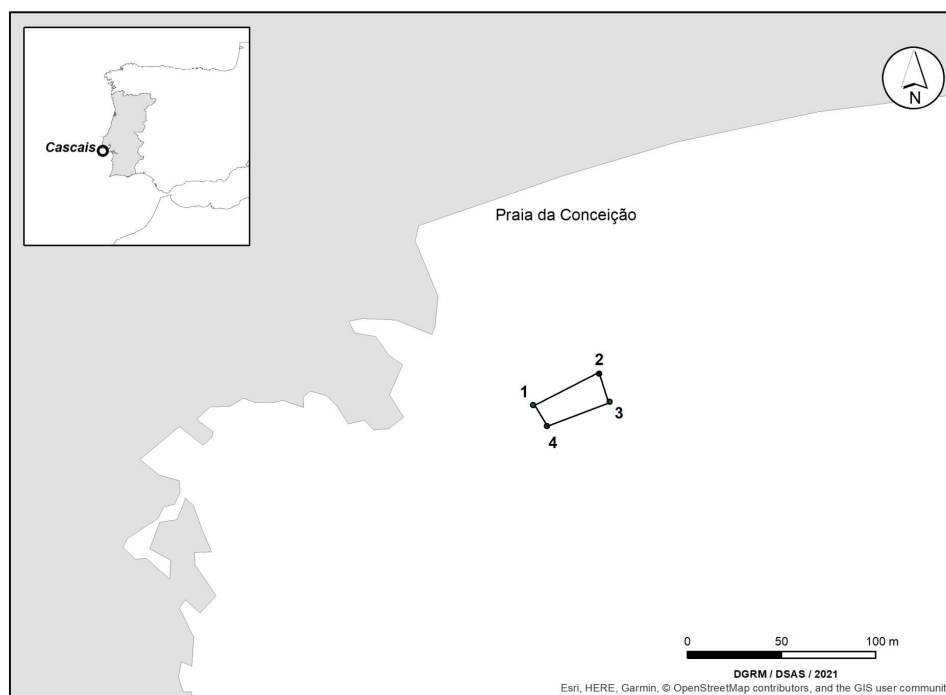 Cascais
N
Praia da Conceição
1
2
3
4
0 50 100 m
DGRM / DSAS / 2021
Esri, HERE, Garmin, © OpenStreetMap contributors, and the GIS user communit